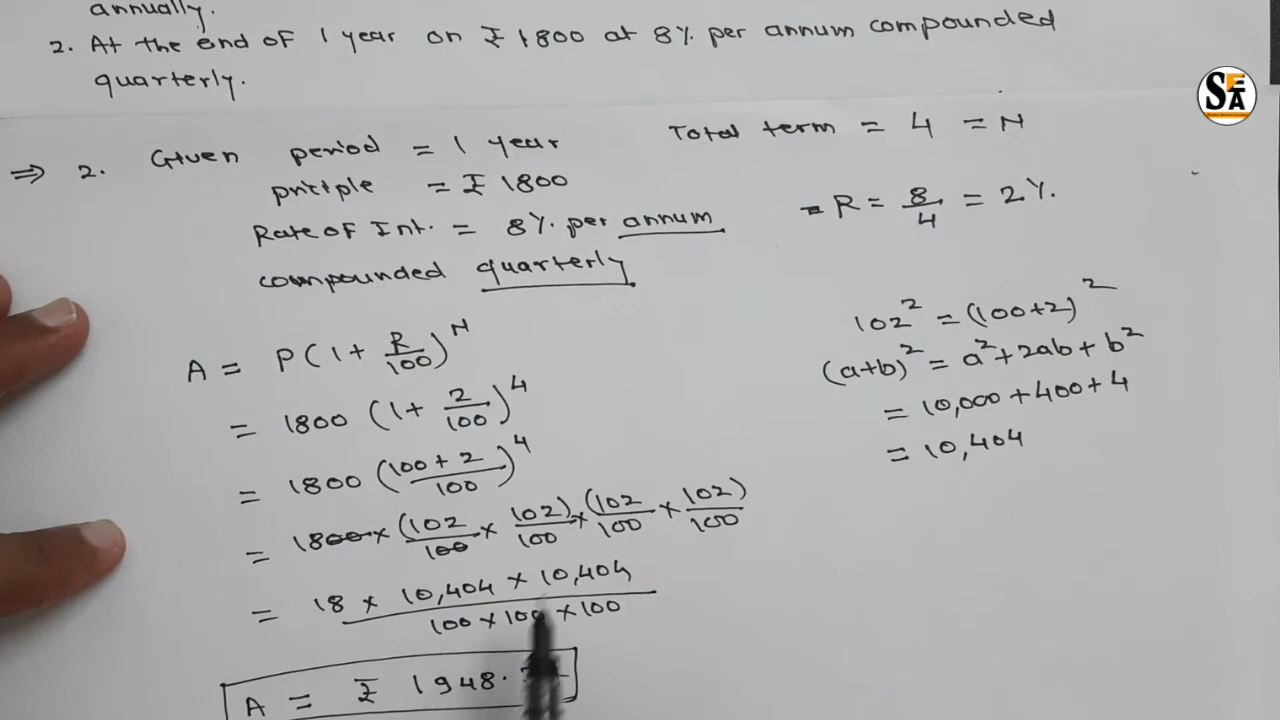 annually.
2. At the end of 1 year on ₹ 1800 at 8% per annum compounded
quarterly.
SFA
⇒ 2. Given period = 1 year Total term = 4 = N
priciple = ₹ 1800
Rate of Int. = 8% per annum - R = 8/4 = 2%.
compounded quarterly
A = P(1 + R/100)^N
= 1800 (1 + 2/100)^4
= 1800 (100 + 2/100)^4
= 1800 × (102/100 × 102/100) × (102/100 × 102/100)
= 18 × 10,404 × 10,404 / 100 × 100 × 100
A = ₹ 1948.
102² = (100+2)²
(a+b)² = a² + 2ab + b²
= 10,000 + 400 + 4
= 10,404